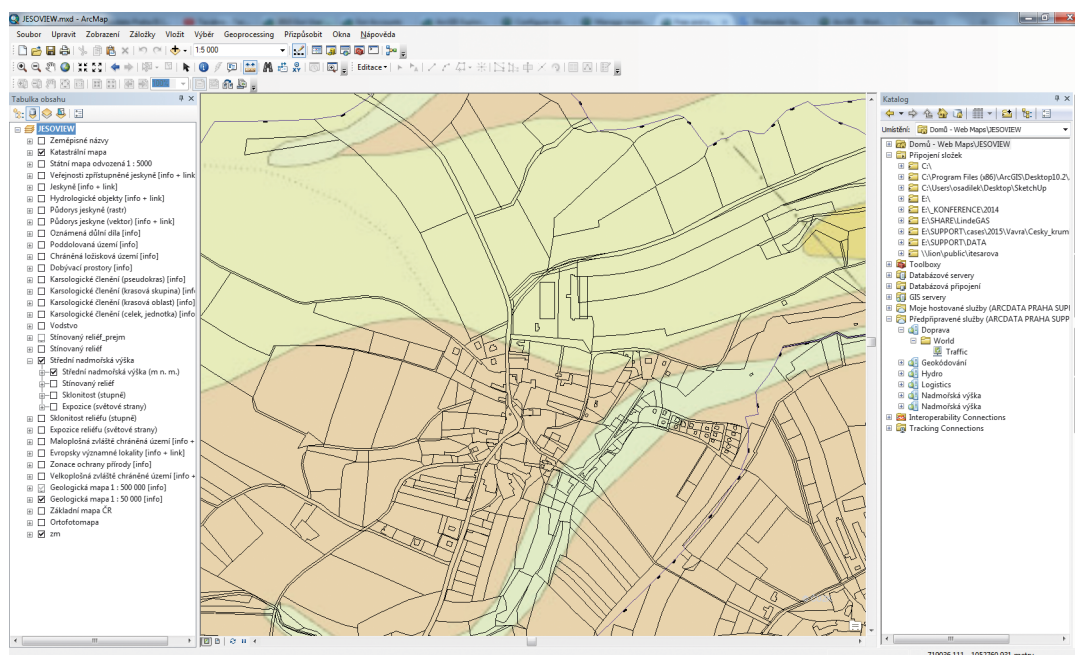 JESOVIEW.mxd - ArcMap
Soubor Upravit Zobrazení Záložky Vložit Výběr Geoprocessing Přizpůsobit Okna Nápověda
1:5 000
Editace
Tabulka obsahu
JESOVIEW
Zeměpisné názvy
Katastrální mapa
Státní mapa odvozená 1 : 5000
Veřejnosti zpřístupněné jeskyně [info + link
Jeskyně [info + link]
Hydrologické objekty [info + link]
Půdorys jeskyně (rastr)
Půdorys jeskyně (vektor) [info + link]
Oznámená důlní díla [info]
Poddolovaná území [info]
Chráněná ložisková území [info]
Dobývací prostory [info]
Karsologické členění (pseudokras) [info]
Karsologické členění (krasová skupina) [info
Karsologické členění (krasová oblast) [info]
Karsologické členění (celek, jednotka) [info]
Vodstvo
Stínovaný reliéf_prejm
Stínovaný reliéf
Střední nadmořská výška
Střední nadmořská výška (m n. m.)
Stínovaný reliéf
Sklonitost (stupně)
Expozice (světové strany)
Sklonitost reliéfu (stupně)
Expozice reliéfu (světové strany)
Maloplošná zvláště chráněná území [info +
Evropsky významné lokality [info + link]
Zonace ochrany přírody [info]
Velkoplošná zvláště chráněné území [info +
Geologická mapa 1 : 500 000 [info]
Geologická mapa 1 : 50 000 [info]
Základní mapa ČR
Ortofotomapa
zm
Katalog
Umístění: Domů - Web Maps\JESOVIEW
Domů - Web Maps\JESOVIEW
Připojení složek
C:\
C:\Program Files (x86)\ArcGIS\Desktop10.2\
C:\Users\osadilek\Desktop\SketchUp
E:\
E:\_KONFERENCE\2014
E:\SHARE\LindeGAS
E:\SUPPORT\cases\2015\Vavra\Cesky_krum
E:\SUPPORT\DATA
\\lion\public\itesarova
Toolboxy
Databázové servery
Databázová připojení
GIS servery
Moje hostované služby (ARCDATA PRAHA SUPI
Předpřipravené služby (ARCDATA PRAHA SUPP
Doprava
World
Traffic
Geokódování
Hydro
Logistics
Nadmořská výška
Nadmořská výška
Interoperability Connections
Tracking Connections